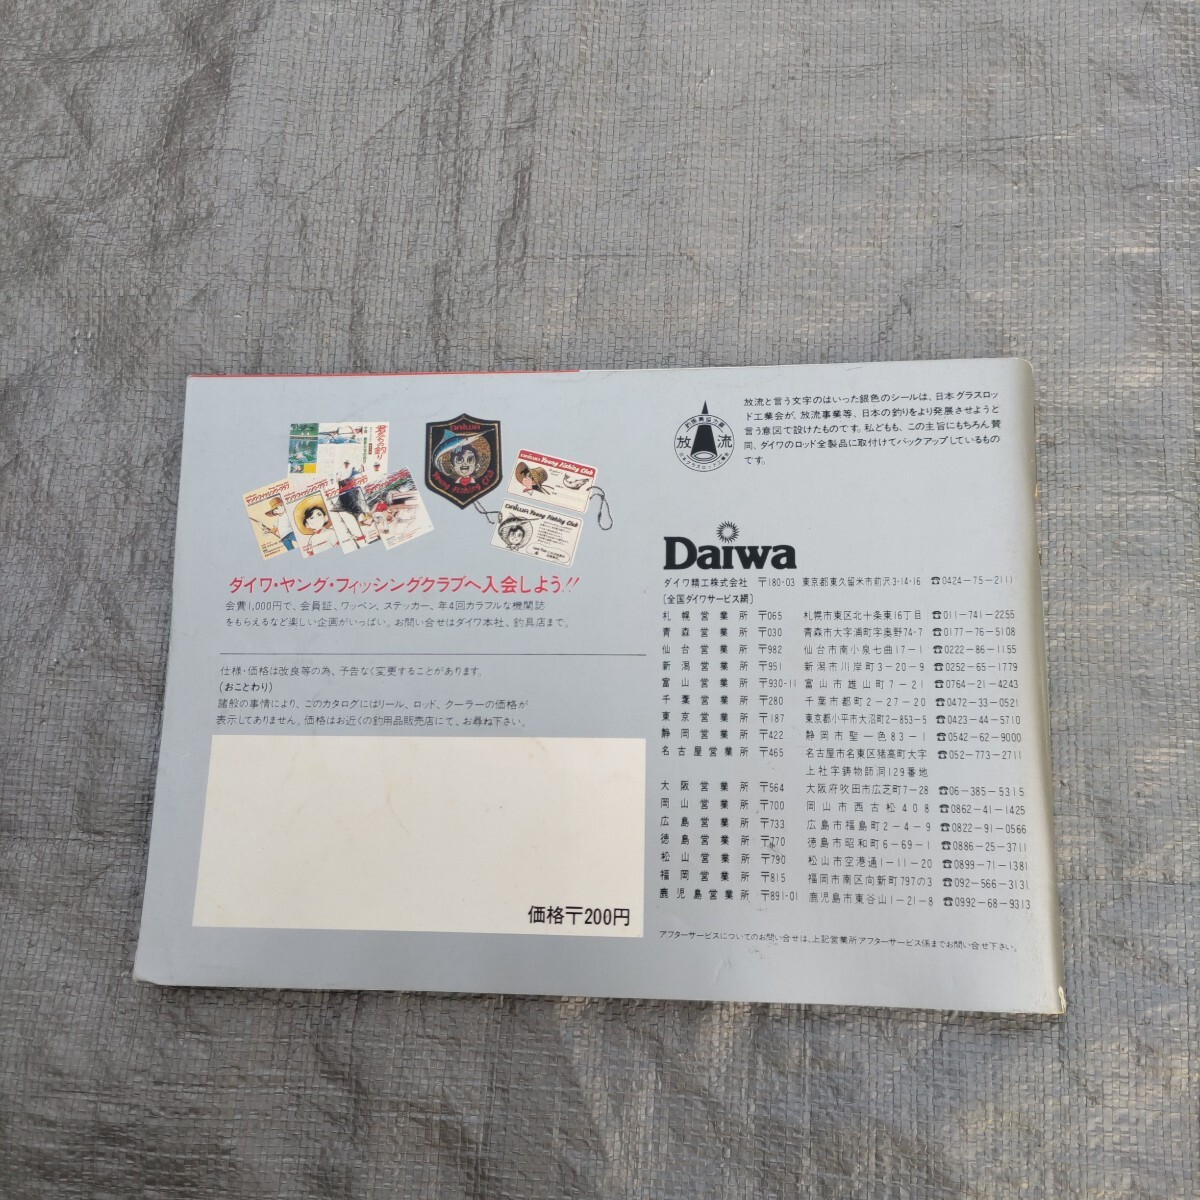 Daiwa
Young Fishing Club
Daiwa Young Fishing Club
Daiwa Young Fishing Club
ダイワ・ヤング・フィッシングクラブへ入会しよう!!
会費1,000円で、会員証、ワッペン、ステッカー、年4回カラフルな機関誌
をもらえるなど楽しい企画がいっぱい。お問い合せはダイワ本社、釣具店まで。
仕様・価格は改良等の為、予告なく変更することがあります。
(おことわり)
諸般の事情により、このカタログにはリール、ロッド、クーラーの価格が
表示してありません。価格はお近くの釣用品販売店にて、お尋ね下さい。
価格〒200円
放流
放流と言う文字のはいった銀色のシールは、日本グラスロッ
ド工業会が、放流事業等、日本の釣りをより発展させようと
言う意図で設けたものです。私どもも、この主旨にもちろん賛
同、ダイワのロッド全製品に取付けてバックアップしているもの
です。
Daiwa
ダイワ精工株式会社 〒180-03 東京都東久留米市前沢3-14-16 ☎0424-75-2111
〔全国ダイワサービス網〕
札幌営業所 〒065 札幌市東区北十条東16丁目 ☎011-741-2255
青森営業所 〒030 青森市大字浦町字奥野74-7 ☎0177-76-5108
仙台営業所 〒982 仙台市南小泉七曲17-1 ☎0222-86-1155
新潟営業所 〒951 新潟市川岸町3-20-9 ☎0252-65-1779
富山営業所 〒930-11 富山市雄山町7-21 ☎0764-21-4243
千葉営業所 〒280 千葉市都町2-27-20 ☎0472-33-0521
東京営業所 〒187 東京都小平市大沼町2-853-5 ☎0423-44-5710
静岡営業所 〒422 静岡市聖一色83-1 ☎0542-62-9000
名古屋営業所 〒465 名古屋市名東区猪高町大字 ☎052-773-2711
上社字鋳物師洞129番地
大阪営業所 〒564 大阪府吹田市広芝町7-28 ☎06-385-5315
岡山営業所 〒700 岡山市西古松408 ☎0862-41-1425
広島営業所 〒733 広島市福島町2-4-9 ☎0822-91-0566
徳島営業所 〒770 徳島市昭和町6-69-1 ☎0886-25-3711
松山営業所 〒790 松山市空港通1-11-20 ☎0899-71-1381
福岡営業所 〒815 福岡市南区向新町797の3 ☎092-566-3131
鹿児島営業所 〒891-01 鹿児島市東谷山1-21-8 ☎0992-68-9313
アフターサービスについてのお問い合せは、上記営業所アフターサービス係までお問い合せ下さい。